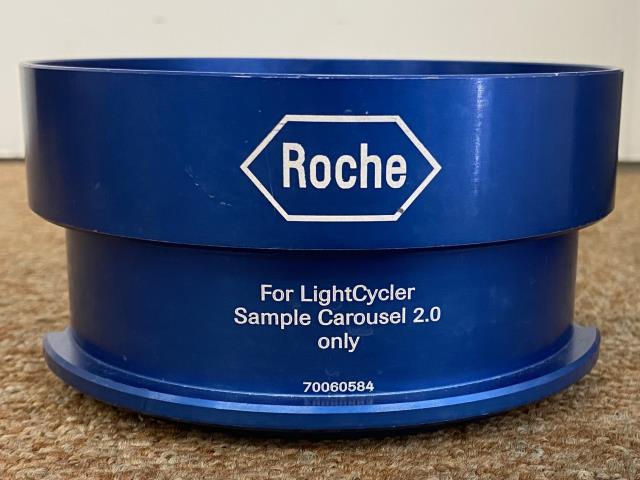 Roche
For LightCycler
Sample Carousel 2.0
only
70060584